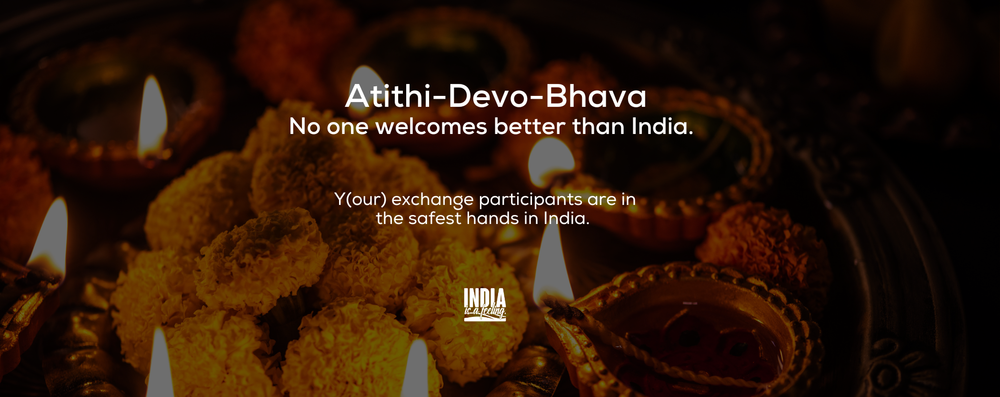 Atithi-Devo-Bhava
No one welcomes better than India.
Y(our) exchange participants are in
the safest hands in India.
INDIA
is a feeling.